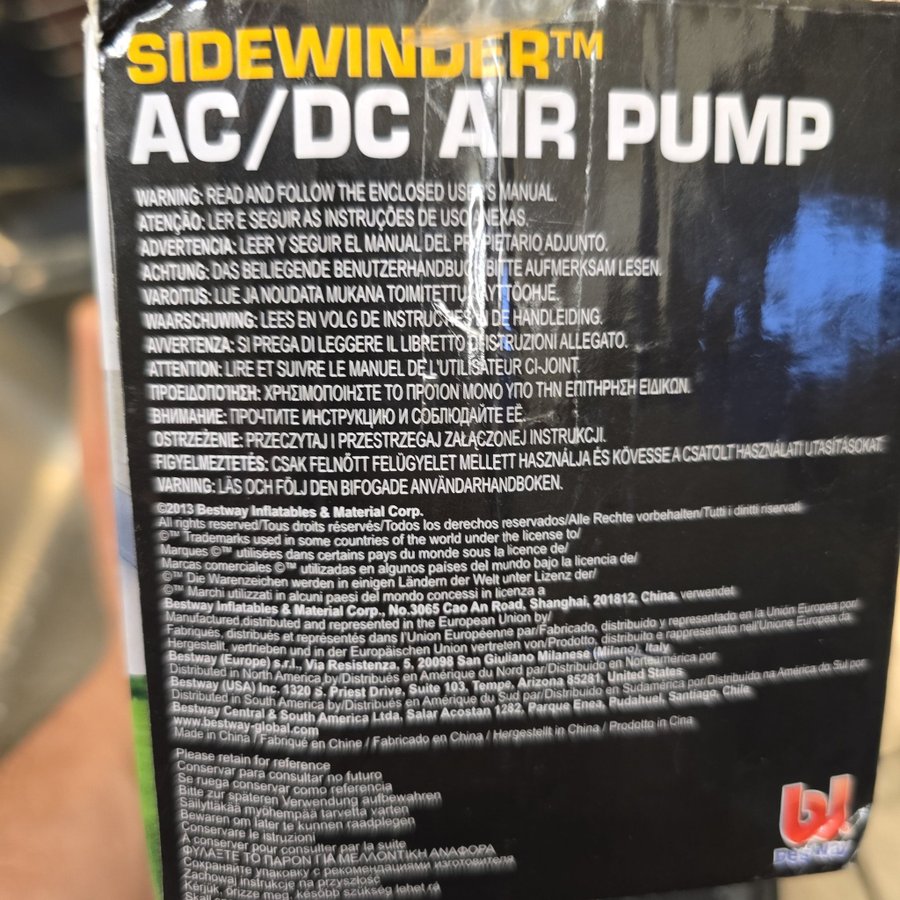 SIDEWINDER™
AC/DC AIR PUMP
WARNING: READ AND FOLLOW THE ENCLOSED USER'S MANUAL.
ATENÇÃO: LER E SEGUIR AS INSTRUÇÕES DE USO ANEXAS.
ADVERTENCIA: LEER Y SEGUIR EL MANUAL DEL PROPIETARIO ADJUNTO.
ACHTUNG: DAS BEILIEGENDE BENUTZERHANDBUCH BITTE AUFMERKSAM LESEN.
VAROITUS: LUE JA NOUDATA MUKANA TOIMITETTU KÄYTTÖOHJE.
WAARSCHUWING: LEES EN VOLG DE INSTRUCTIES IN DE HANDLEIDING.
AVVERTENZA: SI PREGA DI LEGGERE IL LIBRETTO D'ISTRUZIONI ALLEGATO.
ATTENTION: LIRE ET SUIVRE LE MANUEL DE L'UTILISATEUR CI-JOINT.
ΠΡΟΕΙΔΟΠΟΙΗΣΗ: ΧΡΗΣΙΜΟΠΟΙΗΣΤΕ ΤΟ ΠΡΟΪΟΝ ΜΟΝΟ ΥΠΟ ΤΗΝ ΕΠΙΤΗΡΗΣΗ ΕΙΔΙΚΩΝ.
ВНИМАНИЕ: ПРОЧТИТЕ ИНСТРУКЦИЮ И СОБЛЮДАЙТЕ ЕЁ.
OSTRZEŻENIE: PRZECZYTAJ I PRZESTRZEGAJ ZAŁĄCZONEJ INSTRUKCJI.
FIGYELMEZTETÉS: CSAK FELNŐTT FELÜGYELET MELLETT HASZNÁLJA ÉS KÖVESSE A CSATOLT HASZNÁLATI UTASÍTÁSOKAT.
VARNING: LÄS OCH FÖLJ DEN BIFOGADE ANVÄNDARHANDBOKEN.
©2013 Bestway Inflatables & Material Corp.
All rights reserved/Tous droits réservés/Todos los derechos reservados/Alle Rechte vorbehalten/Tutti i diritti riservati
©™ Trademarks used in some countries of the world under the license to/
Marques ©™ utilisées dans certains pays du monde sous la licence de/
Marcas comerciales ©™ utilizadas en algunos países del mundo bajo la licencia de/
©™ Die Warenzeichen werden in einigen Ländern der Welt unter Lizenz der/
©™ Marchi utilizzati in alcuni paesi del mondo concessi in licenza a
Bestway Inflatables & Material Corp., No.3065 Cao An Road, Shanghai, 201812, China. verwendet
Manufactured,distributed and represented in the European Union by/
Fabriqués, distribués et représentés dans l'Union Européenne par/Fabricado, distribuido y representado en la Unión Europea por/
Hergestellt, vertrieben und in der Europäischen Union vertreten von/Prodotto, distribuito e rappresentato nell'Unione Europea da
Bestway (Europe) s.r.l., Via Resistenza, 5, 20098 San Giuliano Milanese (Milano), Italy
Distributed in North America by/Distribués en Amérique du Nord par/Distribuido en Norteamérica por
Bestway (USA) Inc. 1320 S. Priest Drive, Suite 103, Tempe, Arizona 85281, United States
Distributed in South America by/Distribués en Amérique du Sud par/Distribuido en Sudamérica por/Distribuido na América do Sul por
Bestway Central & South America Ltda, Salar Acostan 1282, Parque Enea, Pudahuel, Santiago, Chile
www.bestway-global.com
Made in China / Fabriqué en Chine / Fabricado en China / Hergestellt in China / Prodotto in Cina
Please retain for reference
Conservar para consultar no futuro
Se ruega conservar como referencia
Bitte zur späteren Verwendung aufbewahren
Säilyttäkää myöhempää tarvetta varten
Bewaren om later te kunnen raadplegen
Conservare le istruzioni
À conserver pour consulter par la suite
ΦΥΛΑΞΤΕ ΤΟ ΠΑΡΟΝ ΓΙΑ ΜΕΛΛΟΝΤΙΚΗ ΑΝΑΦΟΡΑ
Сохраняйте упаковку с рекомендациями изготовителя
Zachowaj instrukcje na przyszłość
Kérjük, őrizze meg, később szükség lehet rá
Bestway